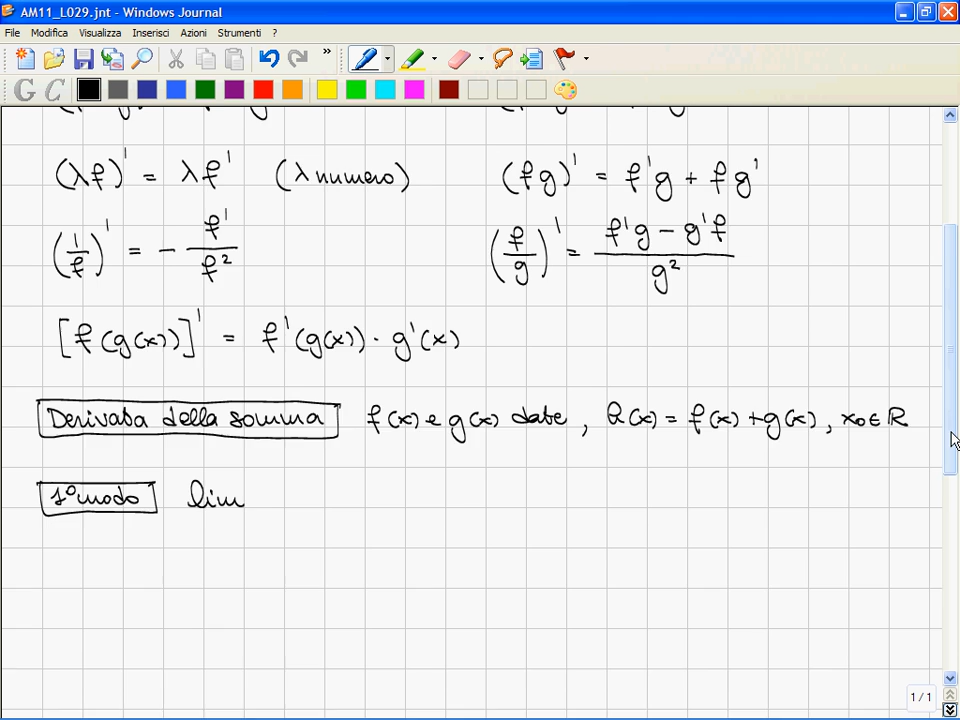 AM11_L029.jnt - Windows Journal
File Modifica Visualizza Inserisci Azioni Strumenti ?
G C
(λf)' = λf' (λ numero) (fg)' = f'g + fg'
(1/f)' = - f'/f² (f/g)' = (f'g - g'f)/g²
[f(g(x))]' = f'(g(x)) · g'(x)
Derivata della somma f(x) e g(x) date, h(x) = f(x) + g(x), x₀ ∈ ℝ
1° modo lim
1 / 1